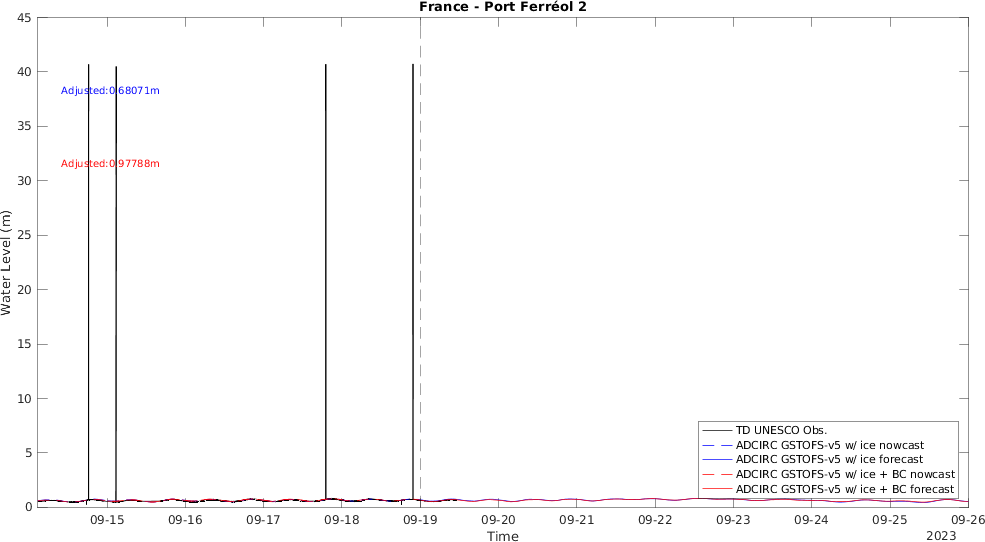 France - Port Ferréol 2
45
40
35
30
25
20
15
10
5
0
Water Level (m)
Adjusted:0.68071m
Adjusted:0.97788m
TD UNESCO Obs.
ADCIRC GSTOFS-v5 w/ ice nowcast
ADCIRC GSTOFS-v5 w/ ice forecast
ADCIRC GSTOFS-v5 w/ ice + BC nowcast
ADCIRC GSTOFS-v5 w/ ice + BC forecast
09-15 09-16 09-17 09-18 09-19 09-20 09-21 09-22 09-23 09-24 09-25 09-26
Time
2023